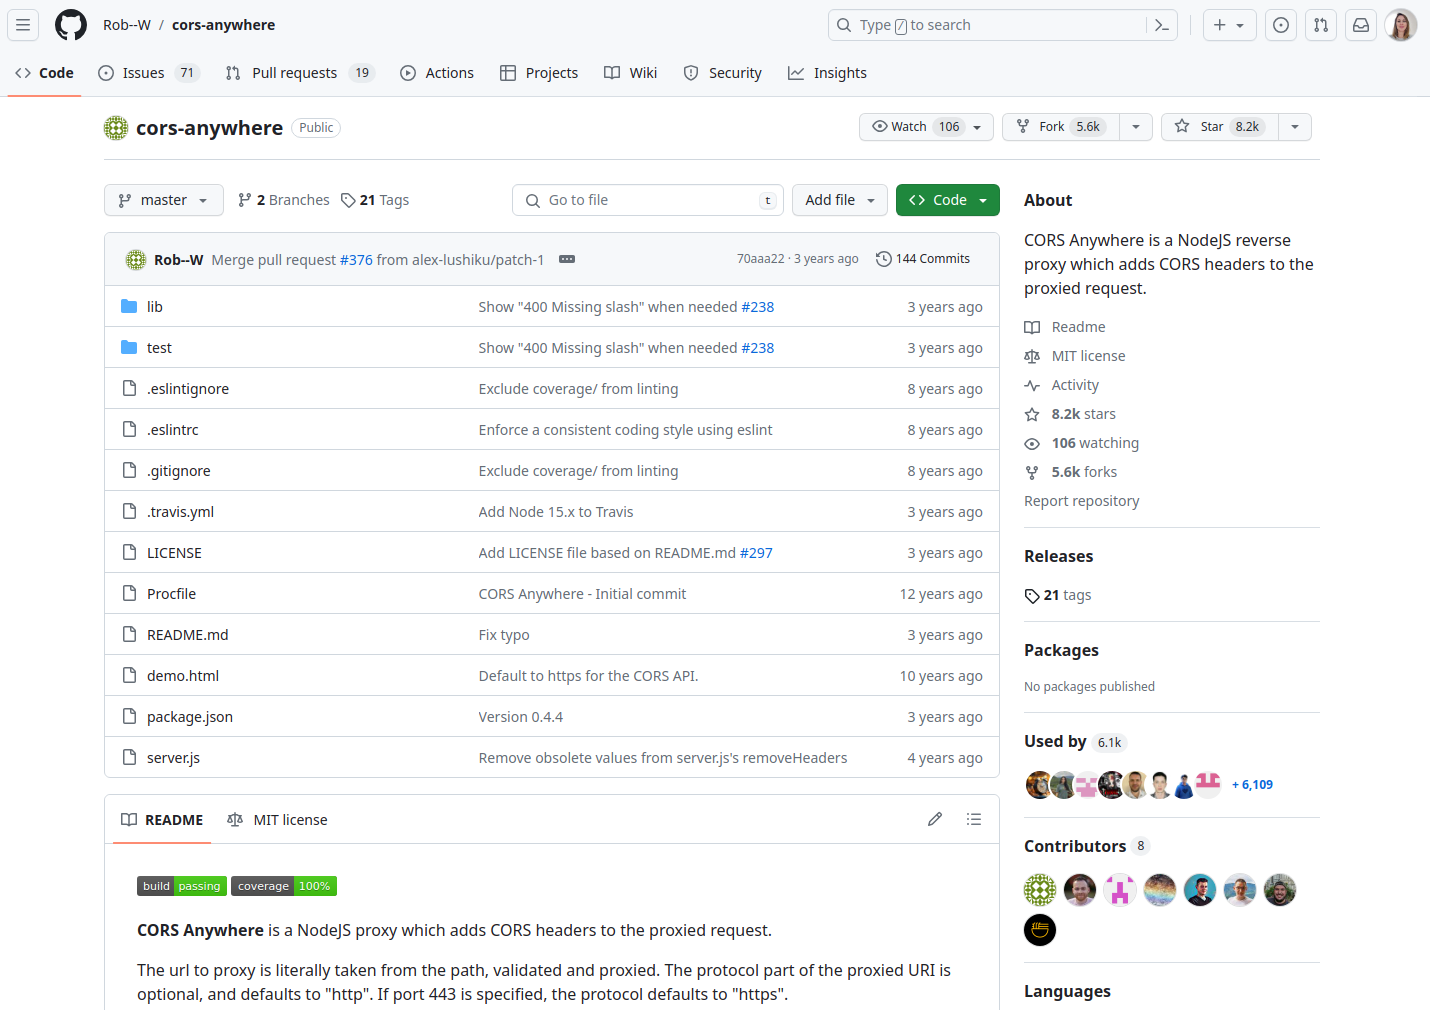 Rob--W / cors-anywhere
Type / to search
Code
Issues 71
Pull requests 19
Actions
Projects
Wiki
Security
Insights
cors-anywhere Public
Watch 106
Fork 5.6k
Star 8.2k
master
2 Branches
21 Tags
Go to file t
Add file
Code
Rob--W Merge pull request #376 from alex-lushiku/patch-1
70aaa22 · 3 years ago
144 Commits
lib Show "400 Missing slash" when needed #238 3 years ago
test Show "400 Missing slash" when needed #238 3 years ago
.eslintignore Exclude coverage/ from linting 8 years ago
.eslintrc Enforce a consistent coding style using eslint 8 years ago
.gitignore Exclude coverage/ from linting 8 years ago
.travis.yml Add Node 15.x to Travis 3 years ago
LICENSE Add LICENSE file based on README.md #297 3 years ago
Procfile CORS Anywhere - Initial commit 12 years ago
README.md Fix typo 3 years ago
demo.html Default to https for the CORS API. 10 years ago
package.json Version 0.4.4 3 years ago
server.js Remove obsolete values from server.js's removeHeaders 4 years ago
README
MIT license
build passing coverage 100%
CORS Anywhere is a NodeJS proxy which adds CORS headers to the proxied request.
The url to proxy is literally taken from the path, validated and proxied. The protocol part of the proxied URI is
optional, and defaults to "http". If port 443 is specified, the protocol defaults to "https".
About
CORS Anywhere is a NodeJS reverse
proxy which adds CORS headers to the
proxied request.
Readme
MIT license
Activity
8.2k stars
106 watching
5.6k forks
Report repository
Releases
21 tags
Packages
No packages published
Used by 6.1k
+ 6,109
Contributors 8
Languages